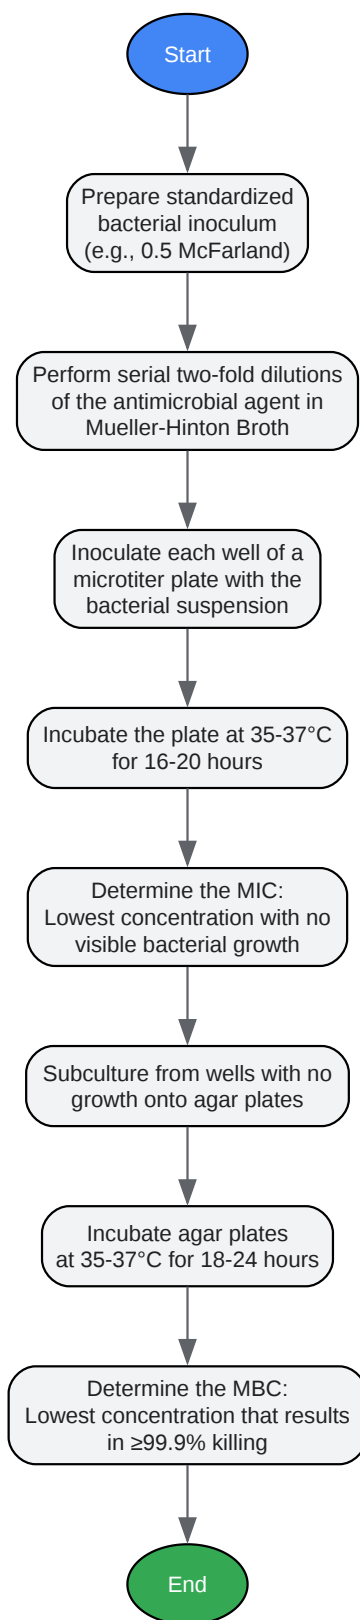 Start
Prepare standardized
bacterial inoculum
(e.g., 0.5 McFarland)
Perform serial two-fold dilutions
of the antimicrobial agent in
Mueller-Hinton Broth
Inoculate each well of a
microtiter plate with the
bacterial suspension
Incubate the plate at 35-37°C
for 16-20 hours
Determine the MIC:
Lowest concentration with no
visible bacterial growth
Subculture from wells with no
growth onto agar plates
Incubate agar plates
at 35-37°C for 18-24 hours
Determine the MBC:
Lowest concentration that results
in ≥99.9% killing
End